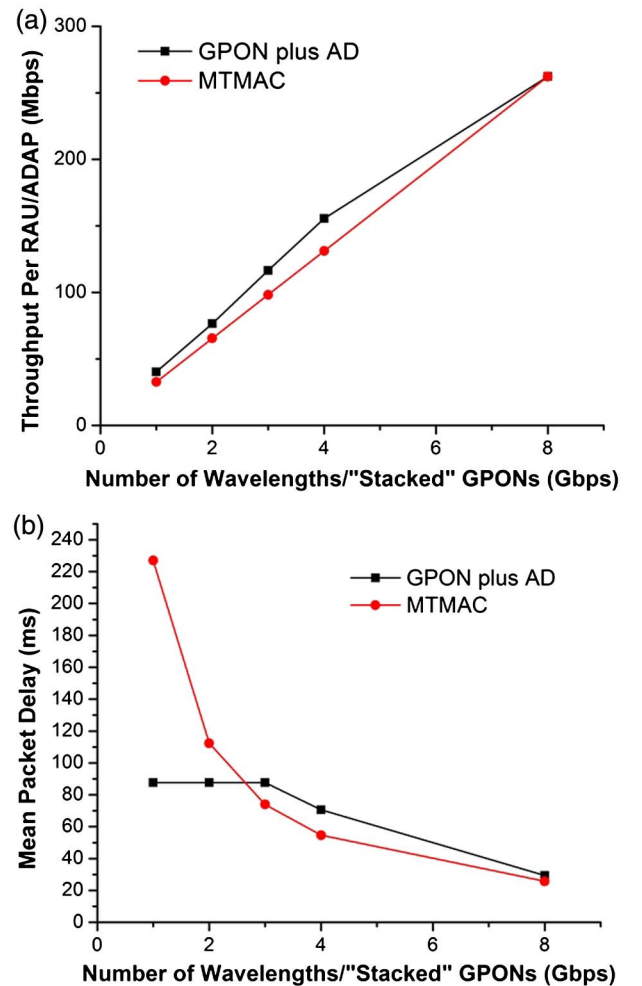 (a)
300
200
100
0
0
2
4
6
8
Throughput Per RAU/ADAP (Mbps)
GPON plus AD
MTMAC
Number of Wavelengths/"Stacked" GPONs (Gbps)
(b)
240
220
200
180
160
140
120
100
80
60
40
20
0
0
2
4
6
8
Mean Packet Delay (ms)
GPON plus AD
MTMAC
Number of Wavelengths/"Stacked" GPONs (Gbps)